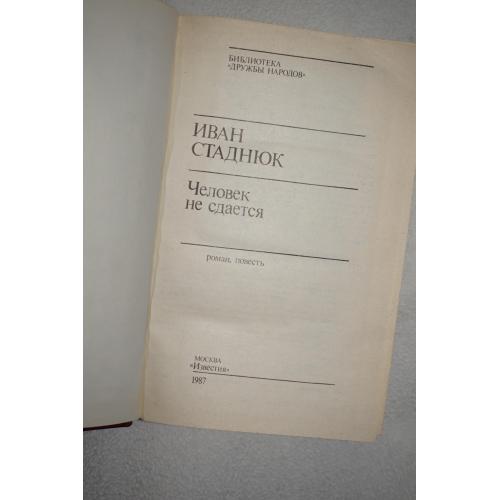 БИБЛИОТЕКА
«ДРУЖБЫ НАРОДОВ»
ИВАН
СТАДНЮК
Человек
не сдается
роман, повесть
МОСКВА
«Известия»
1987